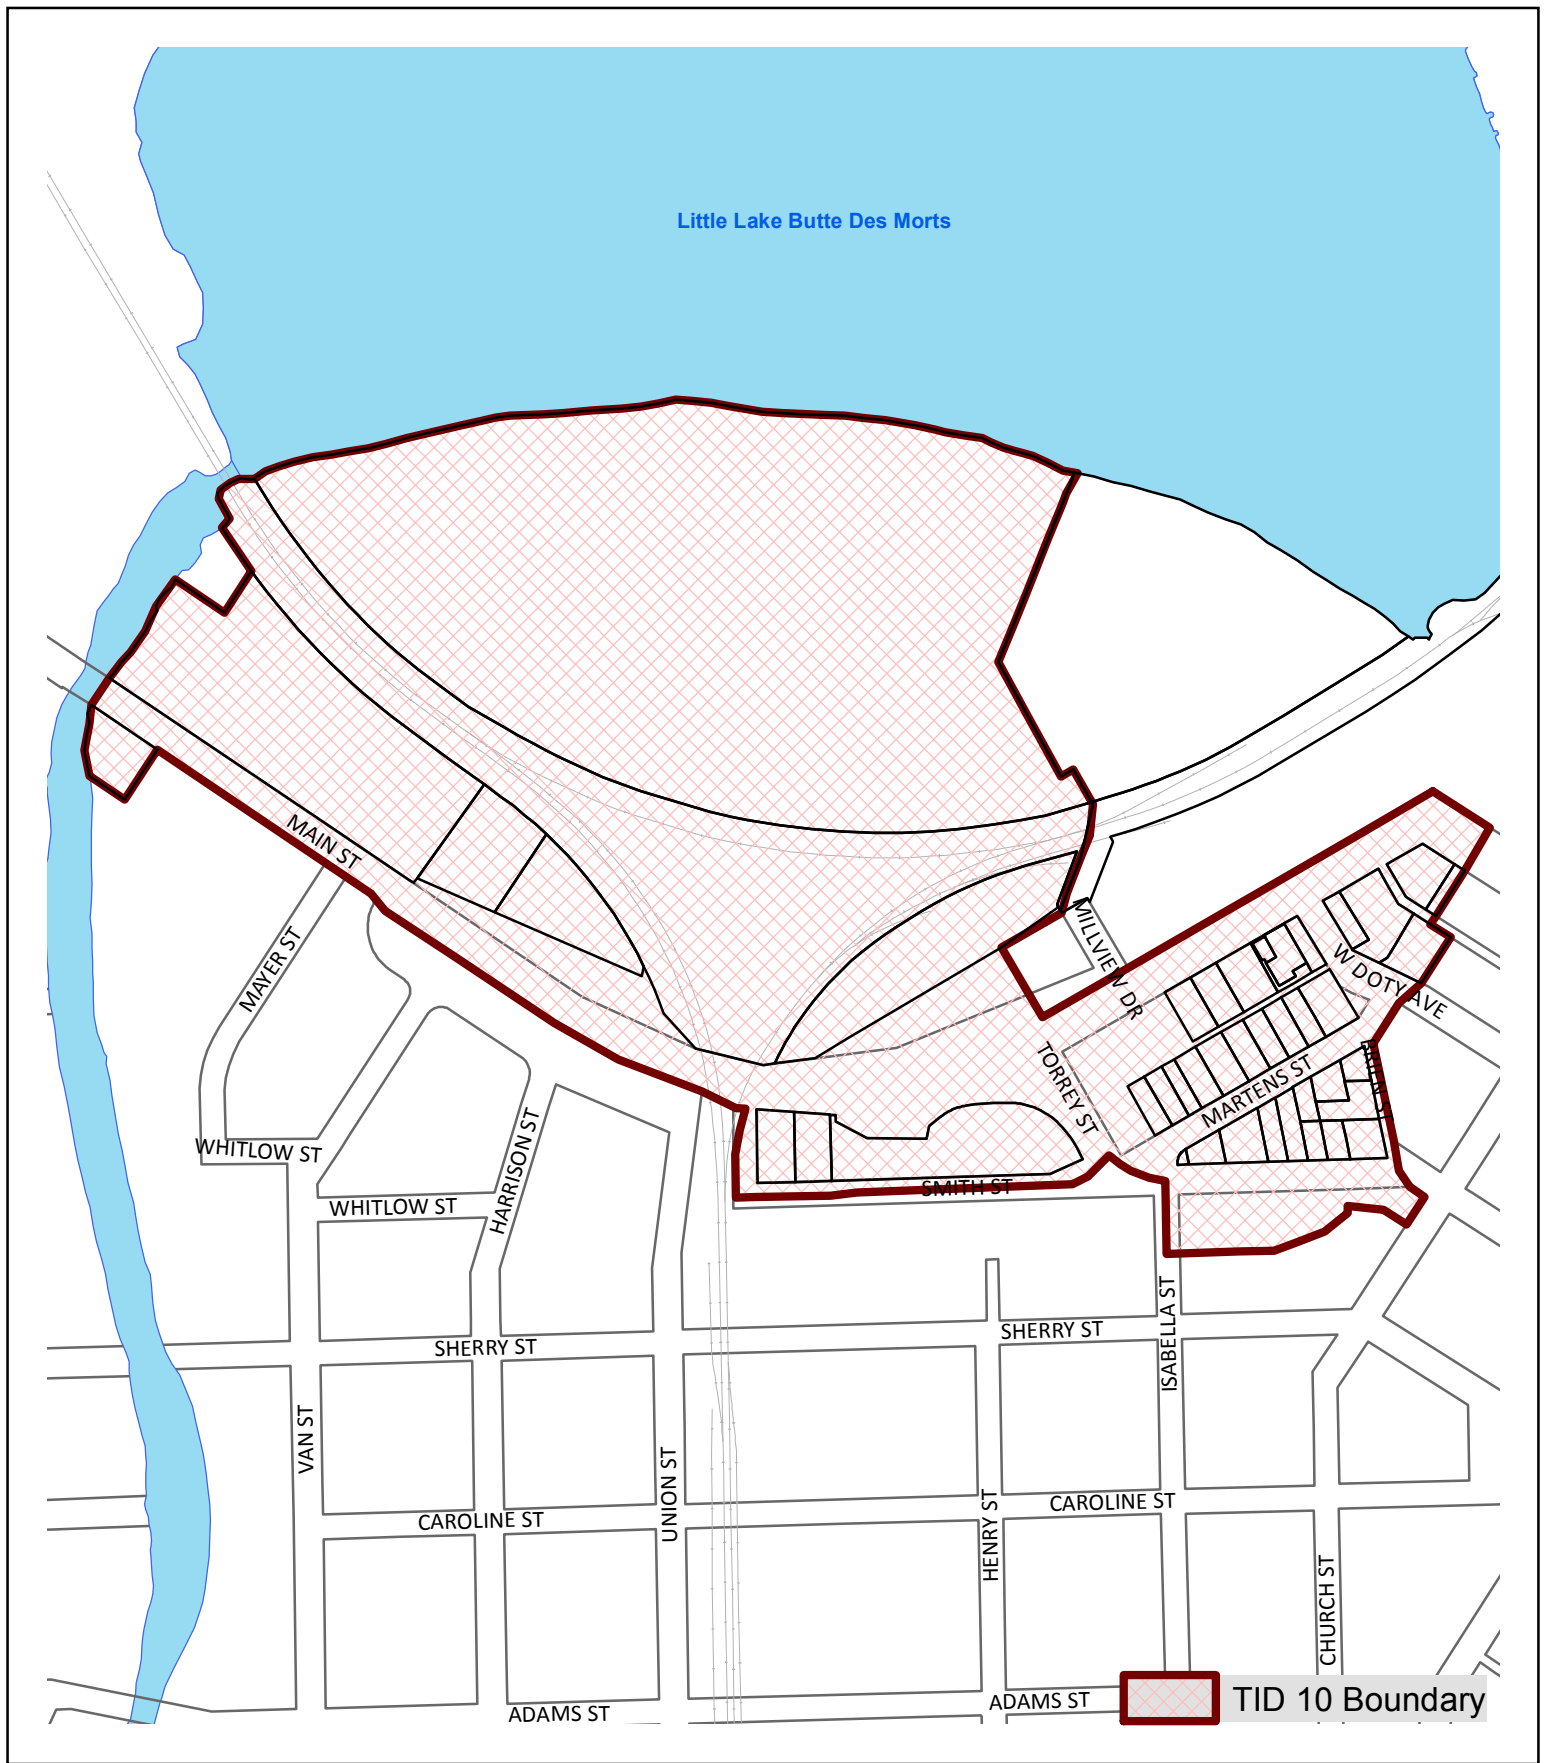 Little Lake Butte Des Morts
MAIN ST
MILLVIEW DR
W DOTY AVE
MAYER ST
TORREY ST
BRIEN ST
MARTENS ST
WHITLOW ST
HARRISON ST
SMITH ST
WHITLOW ST
ISABELLA ST
SHERRY ST
SHERRY ST
VAN ST
UNION ST
HENRY ST
CAROLINE ST
CAROLINE ST
CHURCH ST
ADAMS ST
ADAMS ST
TID 10 Boundary